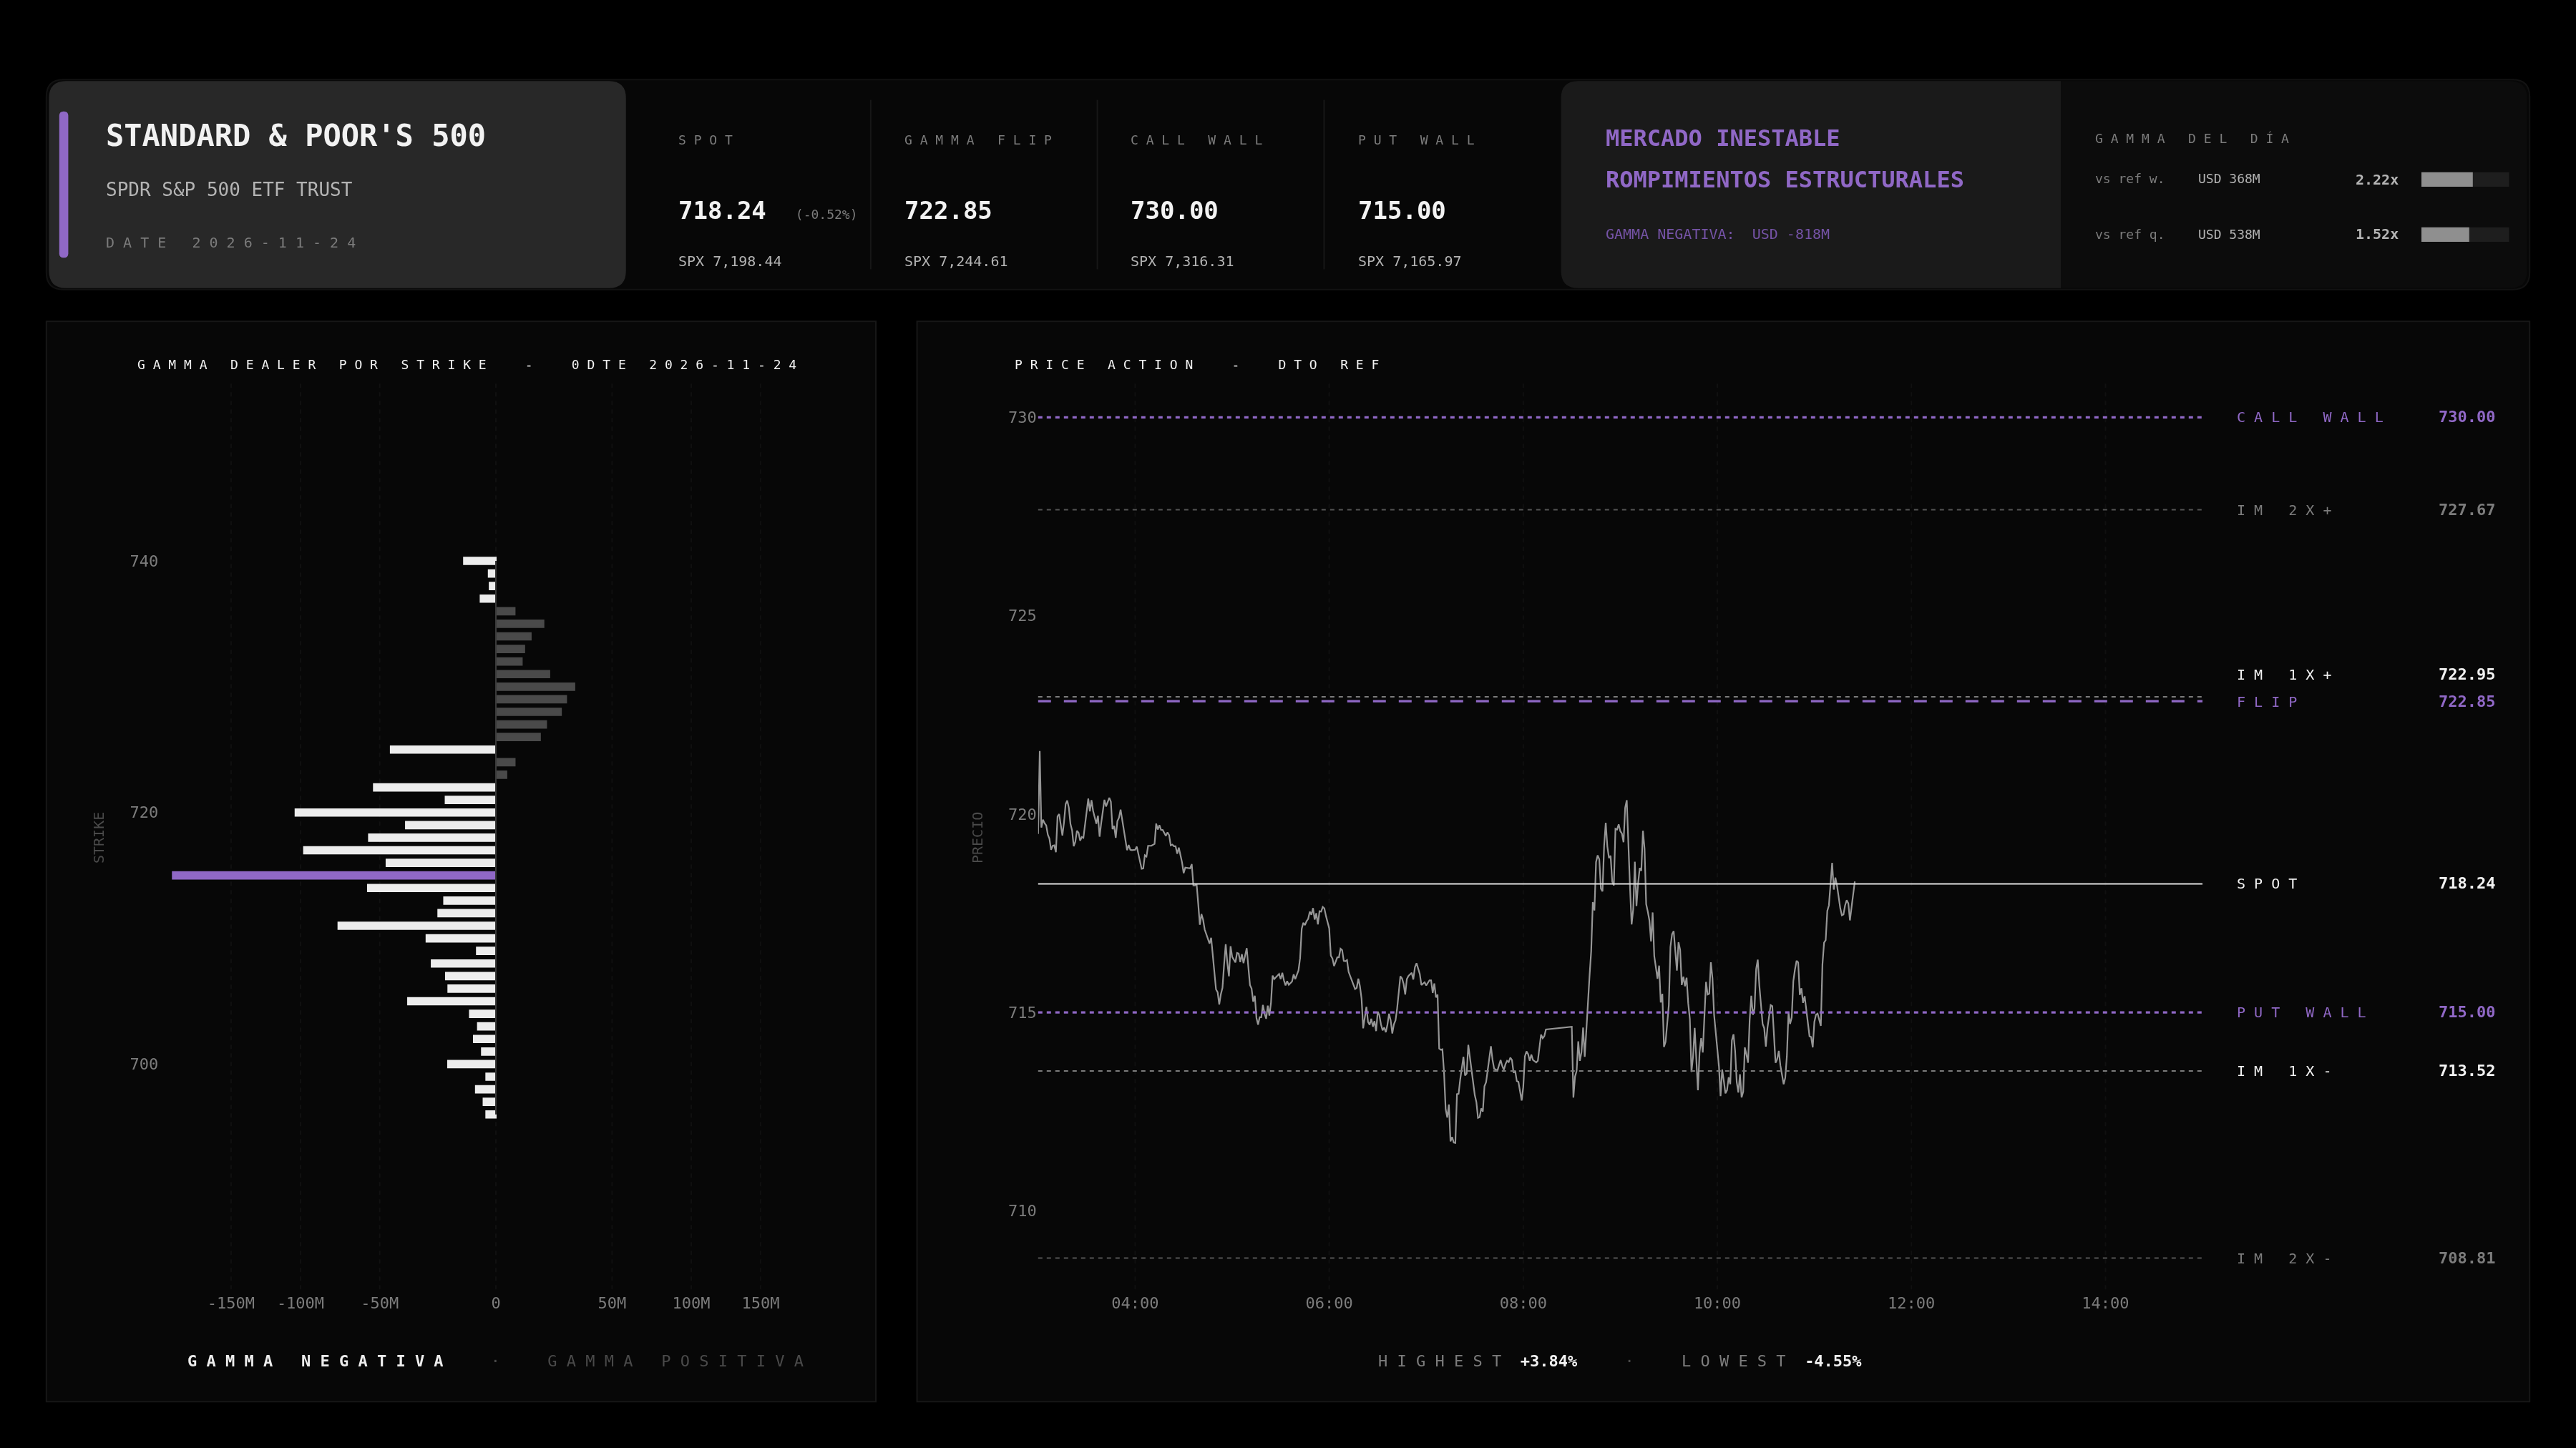 STANDARD & POOR'S 500
SPDR S&P 500 ETF TRUST
DATE 2026-11-24
SPOT
718.24 (-0.52%)
SPX 7,198.44
GAMMA FLIP
722.85
SPX 7,244.61
CALL WALL
730.00
SPX 7,316.31
PUT WALL
715.00
SPX 7,165.97
MERCADO INESTABLE
ROMPIMIENTOS ESTRUCTURALES
GAMMA NEGATIVA: USD -818M
GAMMA DEL DÍA
vs ref w. USD 368M 2.22x
vs ref q. USD 538M 1.52x
GAMMA DEALER POR STRIKE - 0DTE 2026-11-24
740
720
700
STRIKE
-150M -100M -50M 0 50M 100M 150M
GAMMA NEGATIVA · GAMMA POSITIVA
PRICE ACTION - DTO REF
730
725
720
715
710
PRECIO
CALL WALL 730.00
IM 2X+ 727.67
IM 1X+ 722.95
FLIP 722.85
SPOT 718.24
PUT WALL 715.00
IM 1X- 713.52
IM 2X- 708.81
04:00 06:00 08:00 10:00 12:00 14:00
HIGHEST +3.84% · LOWEST -4.55%